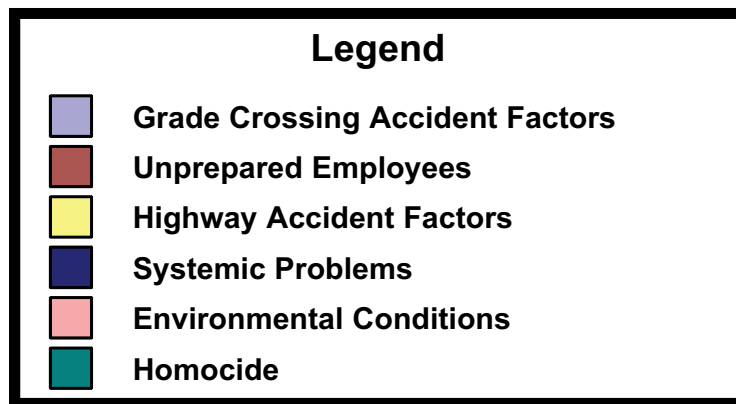 Legend
Grade Crossing Accident Factors
Unprepared Employees
Highway Accident Factors
Systemic Problems
Environmental Conditions
Homocide